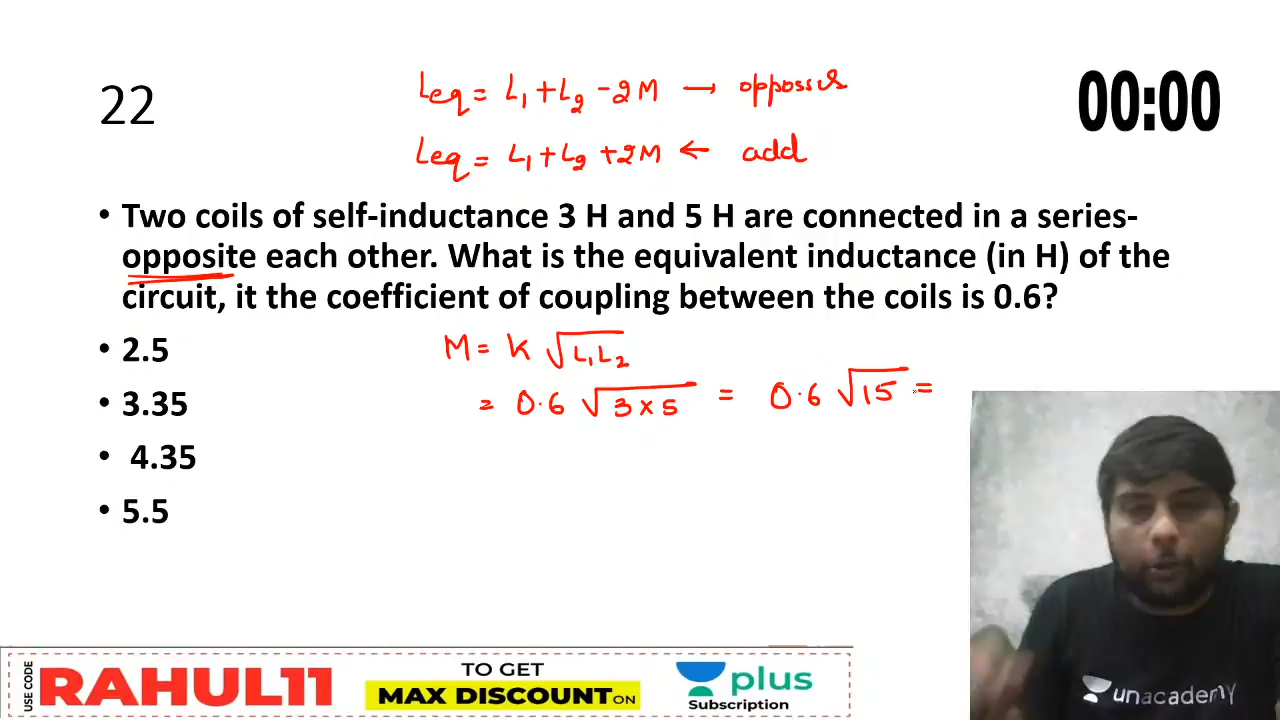 Leq = L1 + L2 - 2M → opposses
22
00:00
Leq = L1 + L2 + 2M ← add
• Two coils of self-inductance 3 H and 5 H are connected in a series-
opposite each other. What is the equivalent inductance (in H) of the
circuit, it the coefficient of coupling between the coils is 0.6?
M = K √L1L2
• 2.5
= 0.6 √3 × 5 = 0.6 √15 =
• 3.35
• 4.35
• 5.5
USE CODE
RAHUL11
TO GET
MAX DISCOUNT ON
plus
Subscription
unacademy